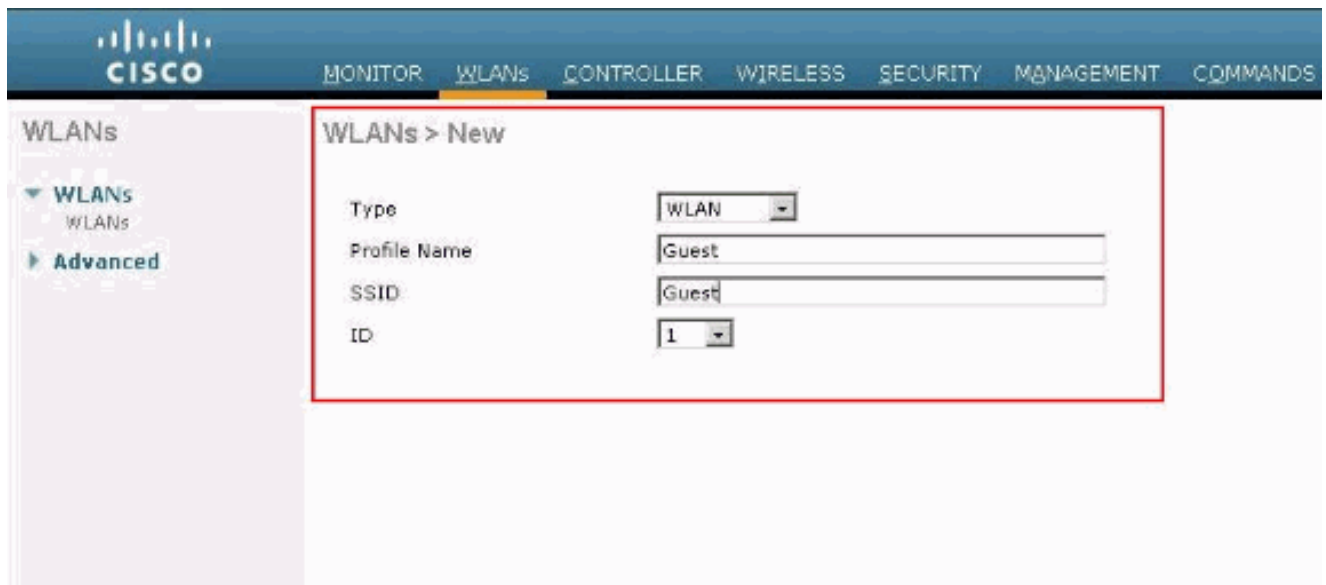 CISCO
MONITOR WLANs CONTROLLER WIRELESS SECURITY MANAGEMENT COMMANDS
WLANs
WLANs
WLANs
Advanced
WLANs > New
Type WLAN
Profile Name Guest
SSID Guest
ID 1